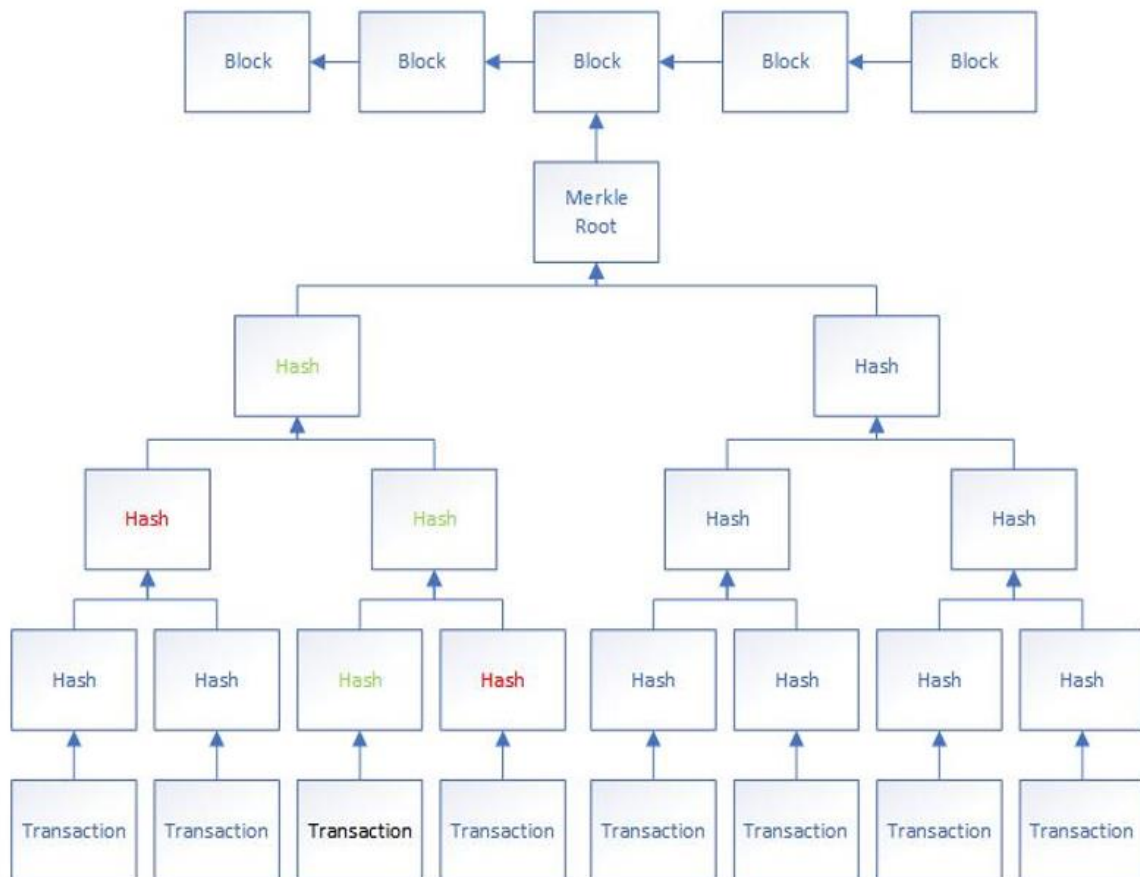 Block Block Block Block Block
Merkle
Root
Hash Hash
Hash Hash Hash Hash
Hash Hash Hash Hash Hash Hash Hash Hash
Transaction Transaction Transaction Transaction Transaction Transaction Transaction Transaction